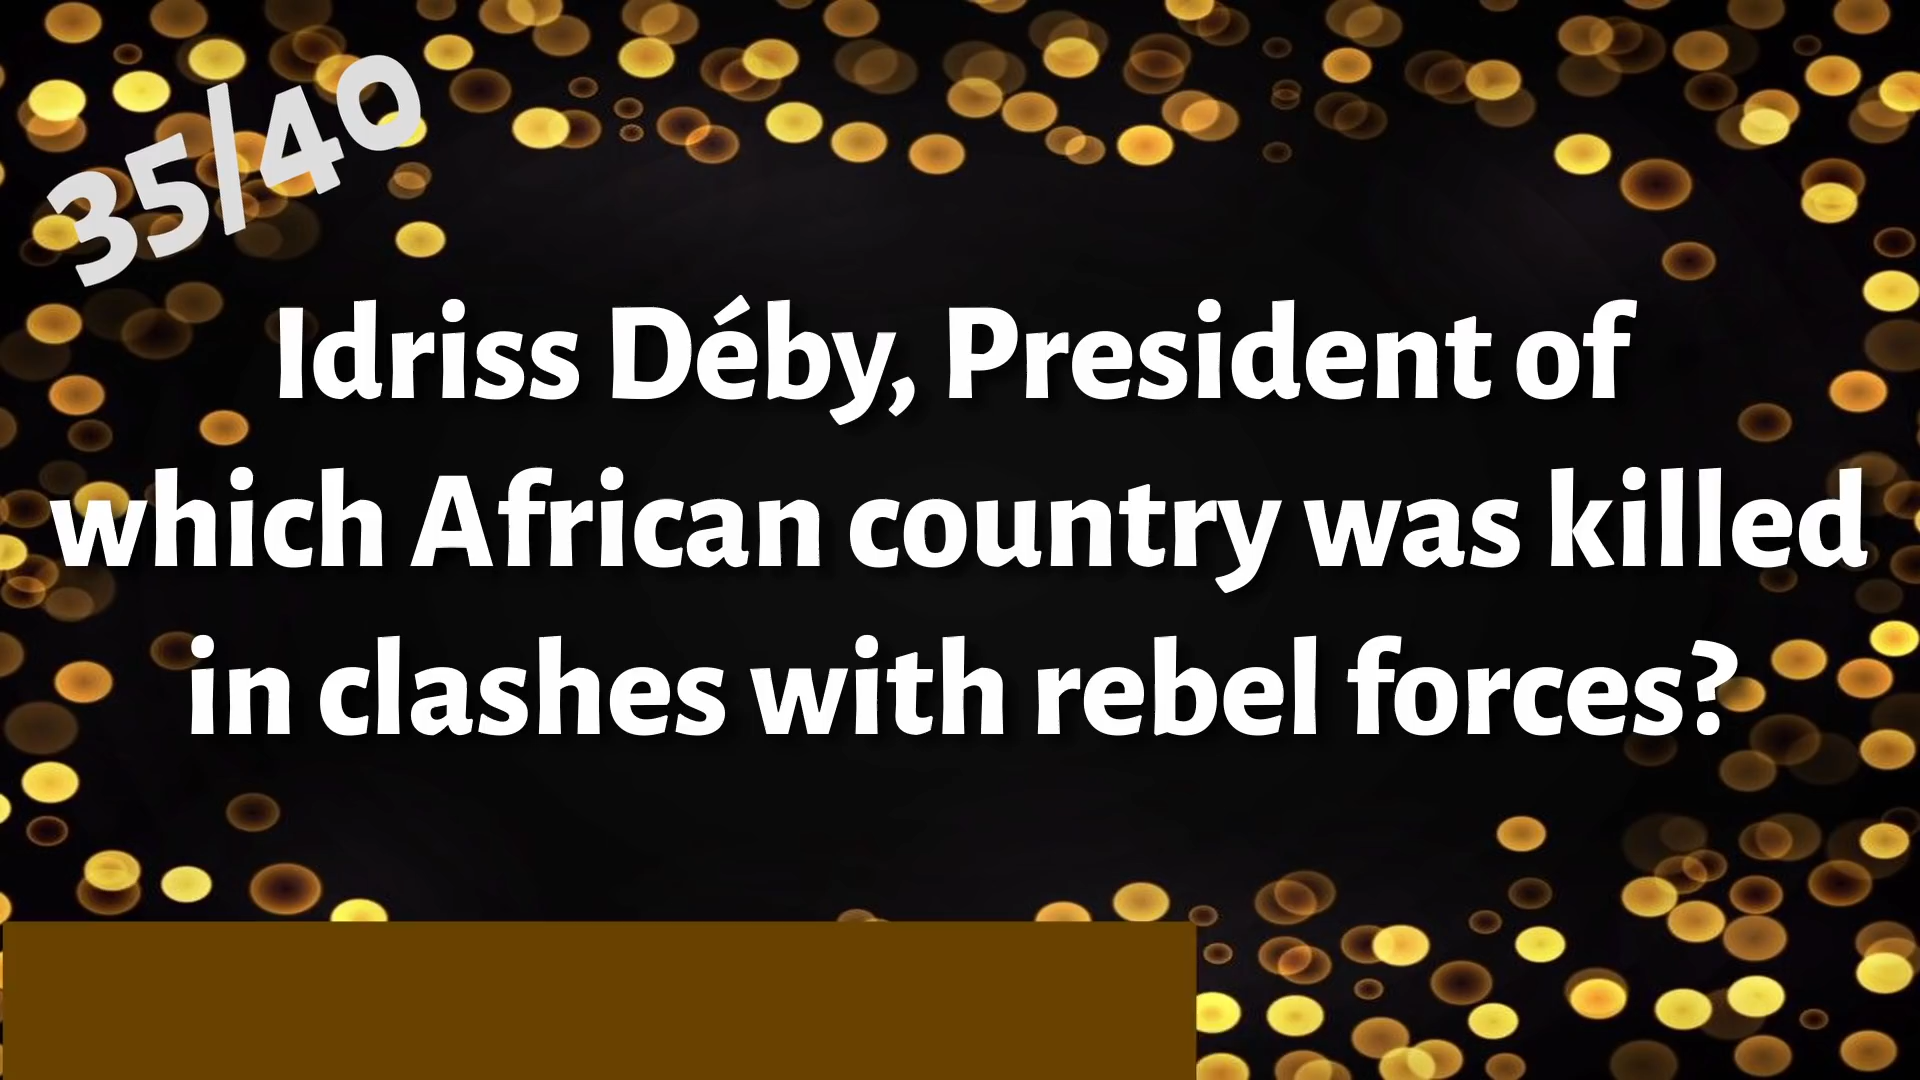 35/40
Idriss Déby, President of
which African country was killed
in clashes with rebel forces?